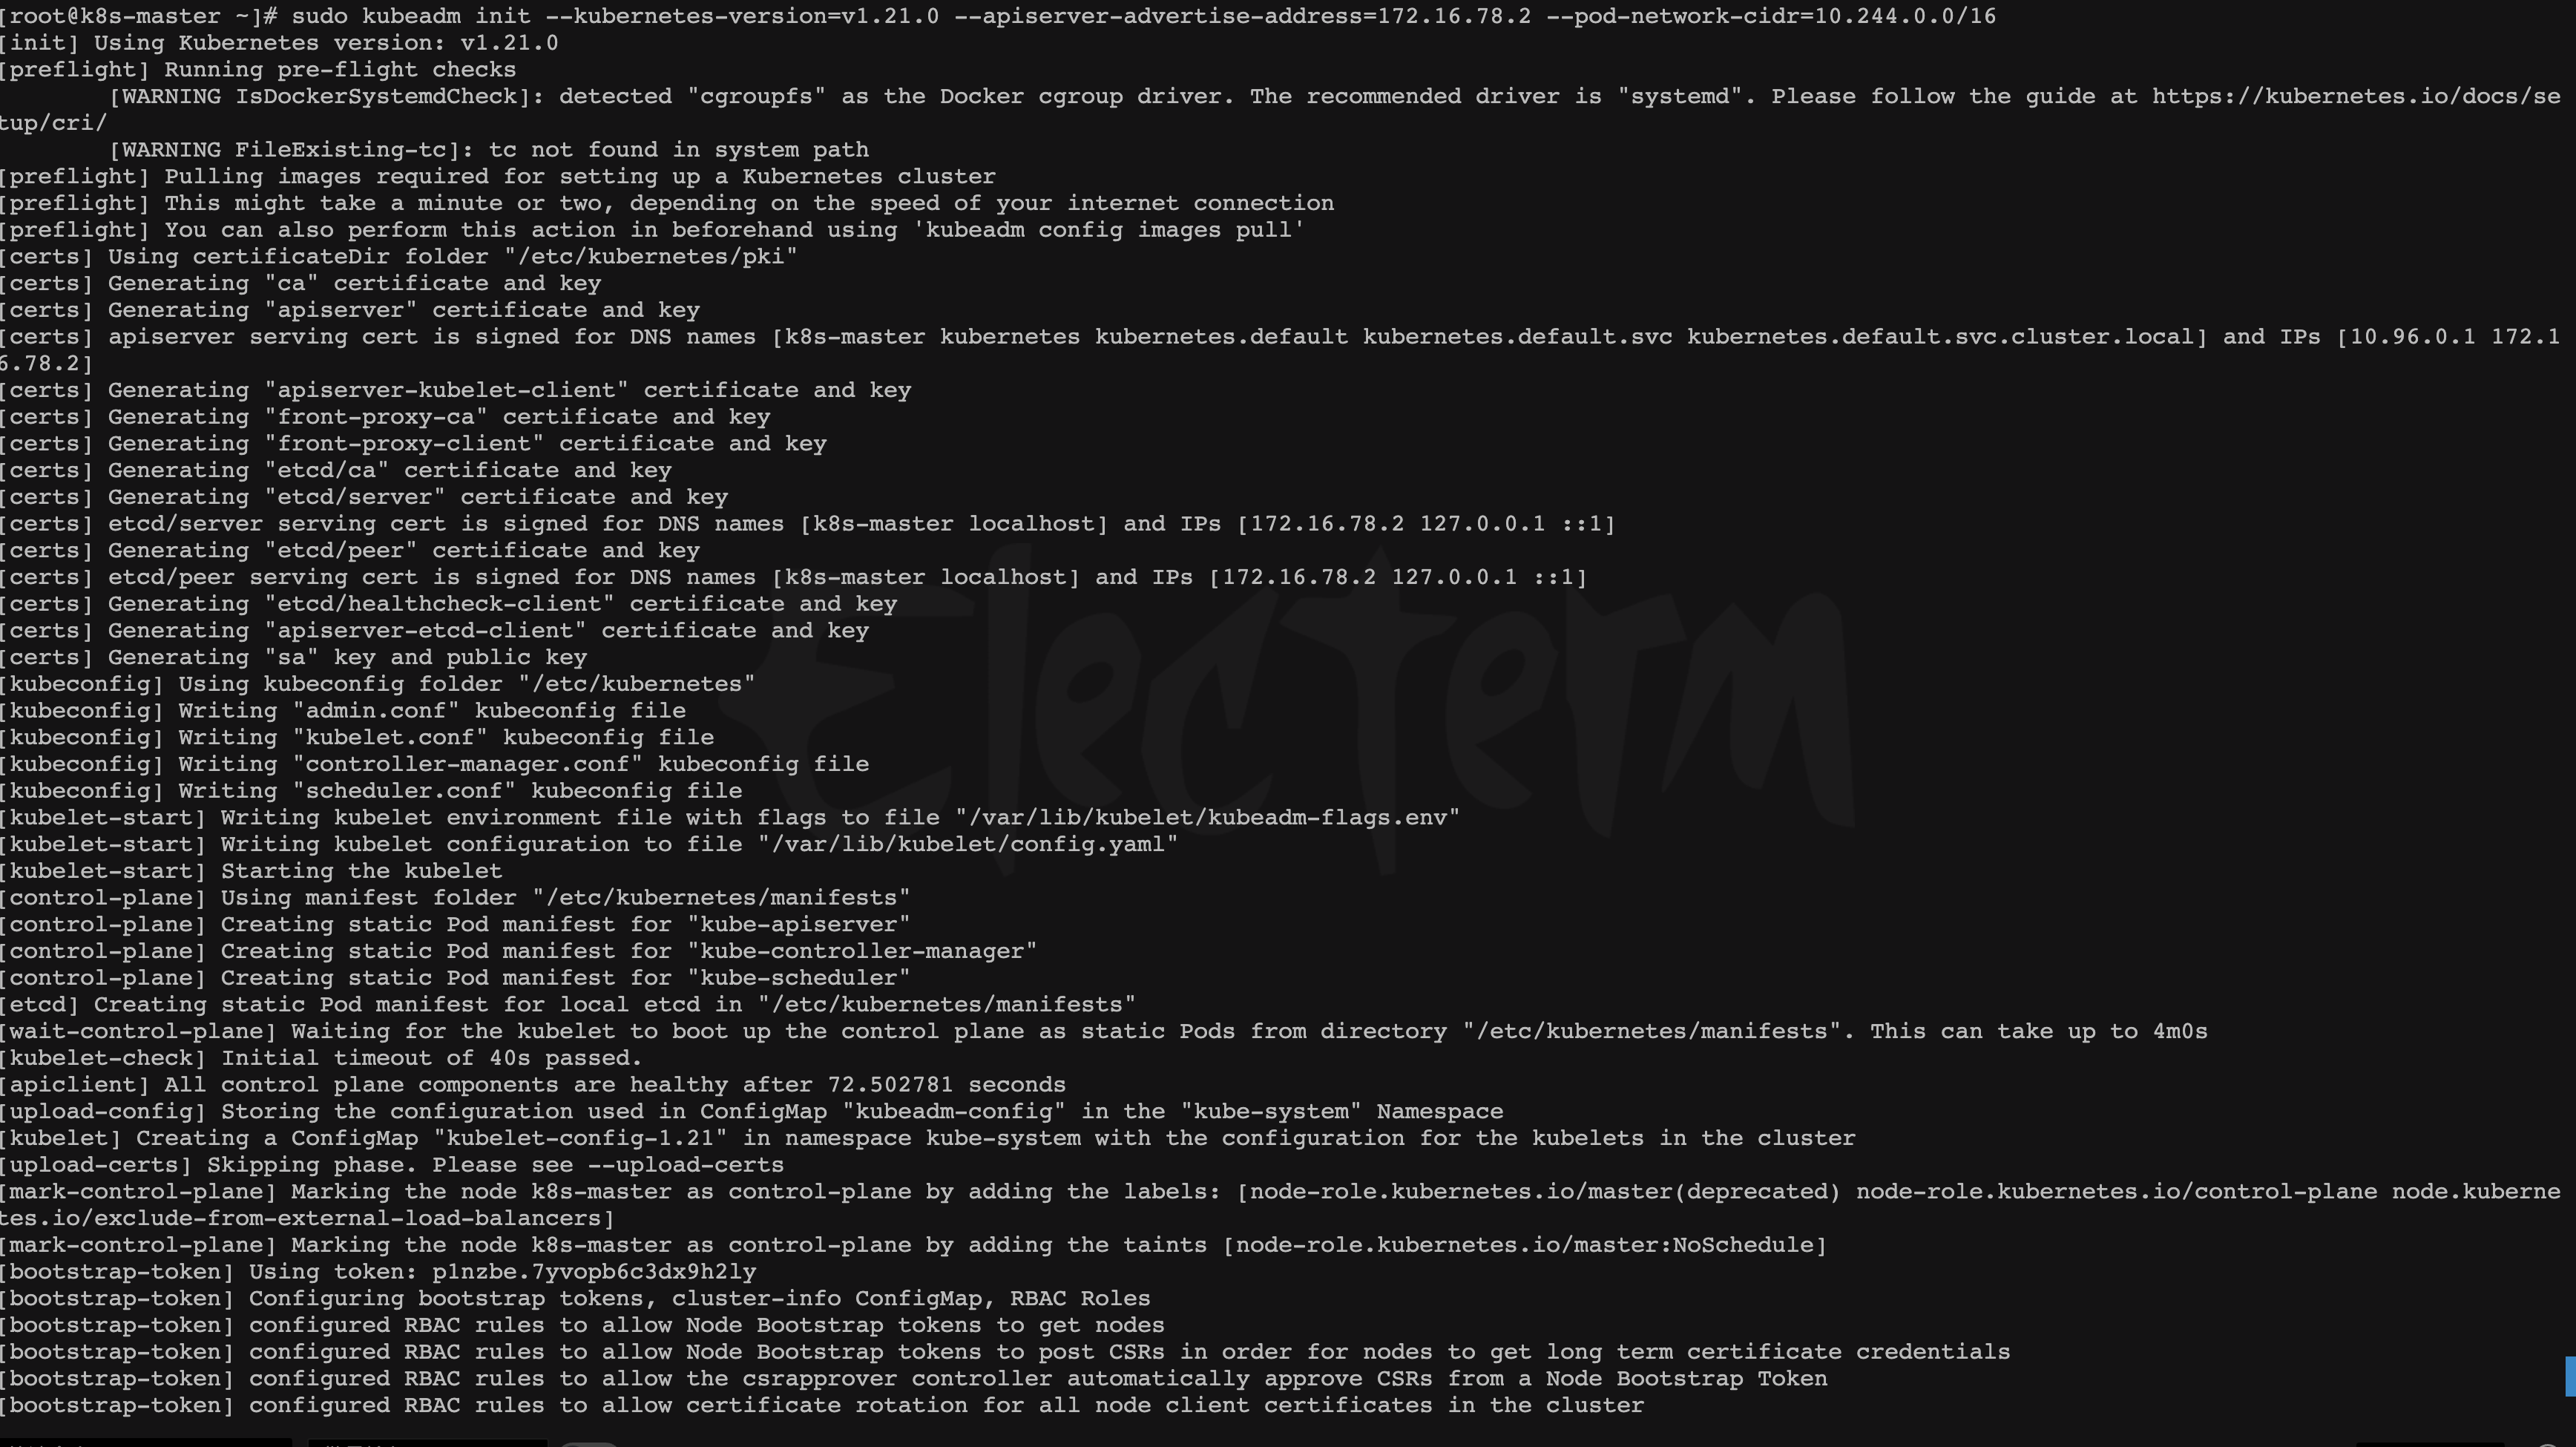 [root@k8s-master ~]# sudo kubeadm init --kubernetes-version=v1.21.0 --apiserver-advertise-address=172.16.78.2 --pod-network-cidr=10.244.0.0/16
[init] Using Kubernetes version: v1.21.0
[preflight] Running pre-flight checks
[WARNING IsDockerSystemdCheck]: detected "cgroupfs" as the Docker cgroup driver. The recommended driver is "systemd". Please follow the guide at https://kubernetes.io/docs/se
tup/cri/
[WARNING FileExisting-tc]: tc not found in system path
[preflight] Pulling images required for setting up a Kubernetes cluster
[preflight] This might take a minute or two, depending on the speed of your internet connection
[preflight] You can also perform this action in beforehand using 'kubeadm config images pull'
[certs] Using certificateDir folder "/etc/kubernetes/pki"
[certs] Generating "ca" certificate and key
[certs] Generating "apiserver" certificate and key
[certs] apiserver serving cert is signed for DNS names [k8s-master kubernetes kubernetes.default kubernetes.default.svc kubernetes.default.svc.cluster.local] and IPs [10.96.0.1 172.1
6.78.2]
[certs] Generating "apiserver-kubelet-client" certificate and key
[certs] Generating "front-proxy-ca" certificate and key
[certs] Generating "front-proxy-client" certificate and key
[certs] Generating "etcd/ca" certificate and key
[certs] Generating "etcd/server" certificate and key
[certs] etcd/server serving cert is signed for DNS names [k8s-master localhost] and IPs [172.16.78.2 127.0.0.1 ::1]
[certs] Generating "etcd/peer" certificate and key
[certs] etcd/peer serving cert is signed for DNS names [k8s-master localhost] and IPs [172.16.78.2 127.0.0.1 ::1]
[certs] Generating "etcd/healthcheck-client" certificate and key
[certs] Generating "apiserver-etcd-client" certificate and key
[certs] Generating "sa" key and public key
[kubeconfig] Using kubeconfig folder "/etc/kubernetes"
[kubeconfig] Writing "admin.conf" kubeconfig file
[kubeconfig] Writing "kubelet.conf" kubeconfig file
[kubeconfig] Writing "controller-manager.conf" kubeconfig file
[kubeconfig] Writing "scheduler.conf" kubeconfig file
[kubelet-start] Writing kubelet environment file with flags to file "/var/lib/kubelet/kubeadm-flags.env"
[kubelet-start] Writing kubelet configuration to file "/var/lib/kubelet/config.yaml"
[kubelet-start] Starting the kubelet
[control-plane] Using manifest folder "/etc/kubernetes/manifests"
[control-plane] Creating static Pod manifest for "kube-apiserver"
[control-plane] Creating static Pod manifest for "kube-controller-manager"
[control-plane] Creating static Pod manifest for "kube-scheduler"
[etcd] Creating static Pod manifest for local etcd in "/etc/kubernetes/manifests"
[wait-control-plane] Waiting for the kubelet to boot up the control plane as static Pods from directory "/etc/kubernetes/manifests". This can take up to 4m0s
[kubelet-check] Initial timeout of 40s passed.
[apiclient] All control plane components are healthy after 72.502781 seconds
[upload-config] Storing the configuration used in ConfigMap "kubeadm-config" in the "kube-system" Namespace
[kubelet] Creating a ConfigMap "kubelet-config-1.21" in namespace kube-system with the configuration for the kubelets in the cluster
[upload-certs] Skipping phase. Please see --upload-certs
[mark-control-plane] Marking the node k8s-master as control-plane by adding the labels: [node-role.kubernetes.io/master(deprecated) node-role.kubernetes.io/control-plane node.kuberne
tes.io/exclude-from-external-load-balancers]
[mark-control-plane] Marking the node k8s-master as control-plane by adding the taints [node-role.kubernetes.io/master:NoSchedule]
[bootstrap-token] Using token: p1nzbe.7yvopb6c3dx9h2ly
[bootstrap-token] Configuring bootstrap tokens, cluster-info ConfigMap, RBAC Roles
[bootstrap-token] configured RBAC rules to allow Node Bootstrap tokens to get nodes
[bootstrap-token] configured RBAC rules to allow Node Bootstrap tokens to post CSRs in order for nodes to get long term certificate credentials
[bootstrap-token] configured RBAC rules to allow the csrapprover controller automatically approve CSRs from a Node Bootstrap Token
[bootstrap-token] configured RBAC rules to allow certificate rotation for all node client certificates in the cluster
Electerm